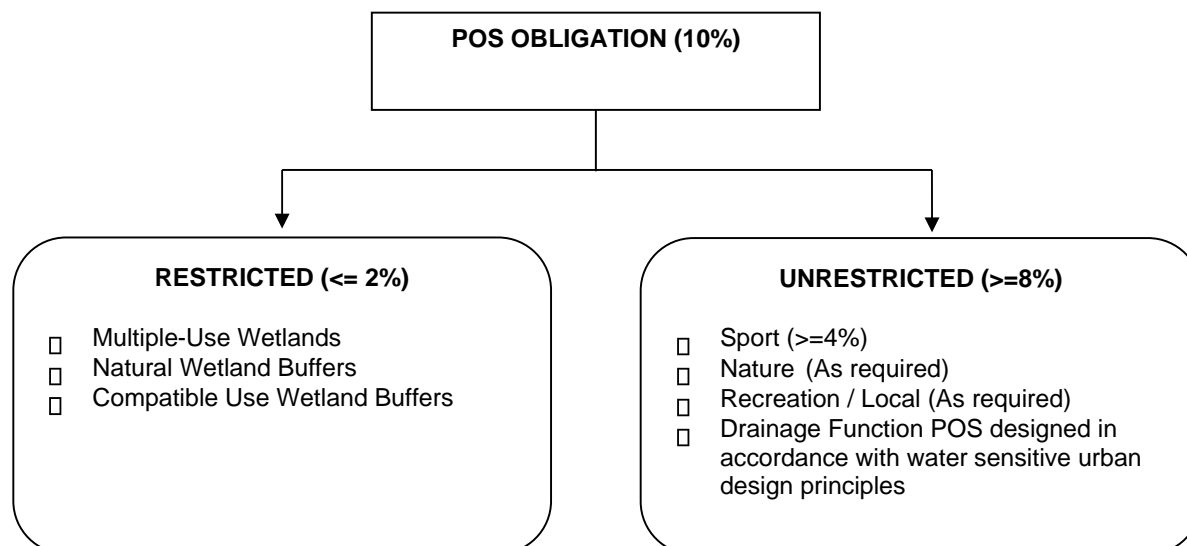 POS OBLIGATION (10%)
RESTRICTED (<= 2%)
Multiple-Use Wetlands
Natural Wetland Buffers
Compatible Use Wetland Buffers
UNRESTRICTED (>=8%)
Sport (>=4%)
Nature (As required)
Recreation / Local (As required)
Drainage Function POS designed in
accordance with water sensitive urban
design principles